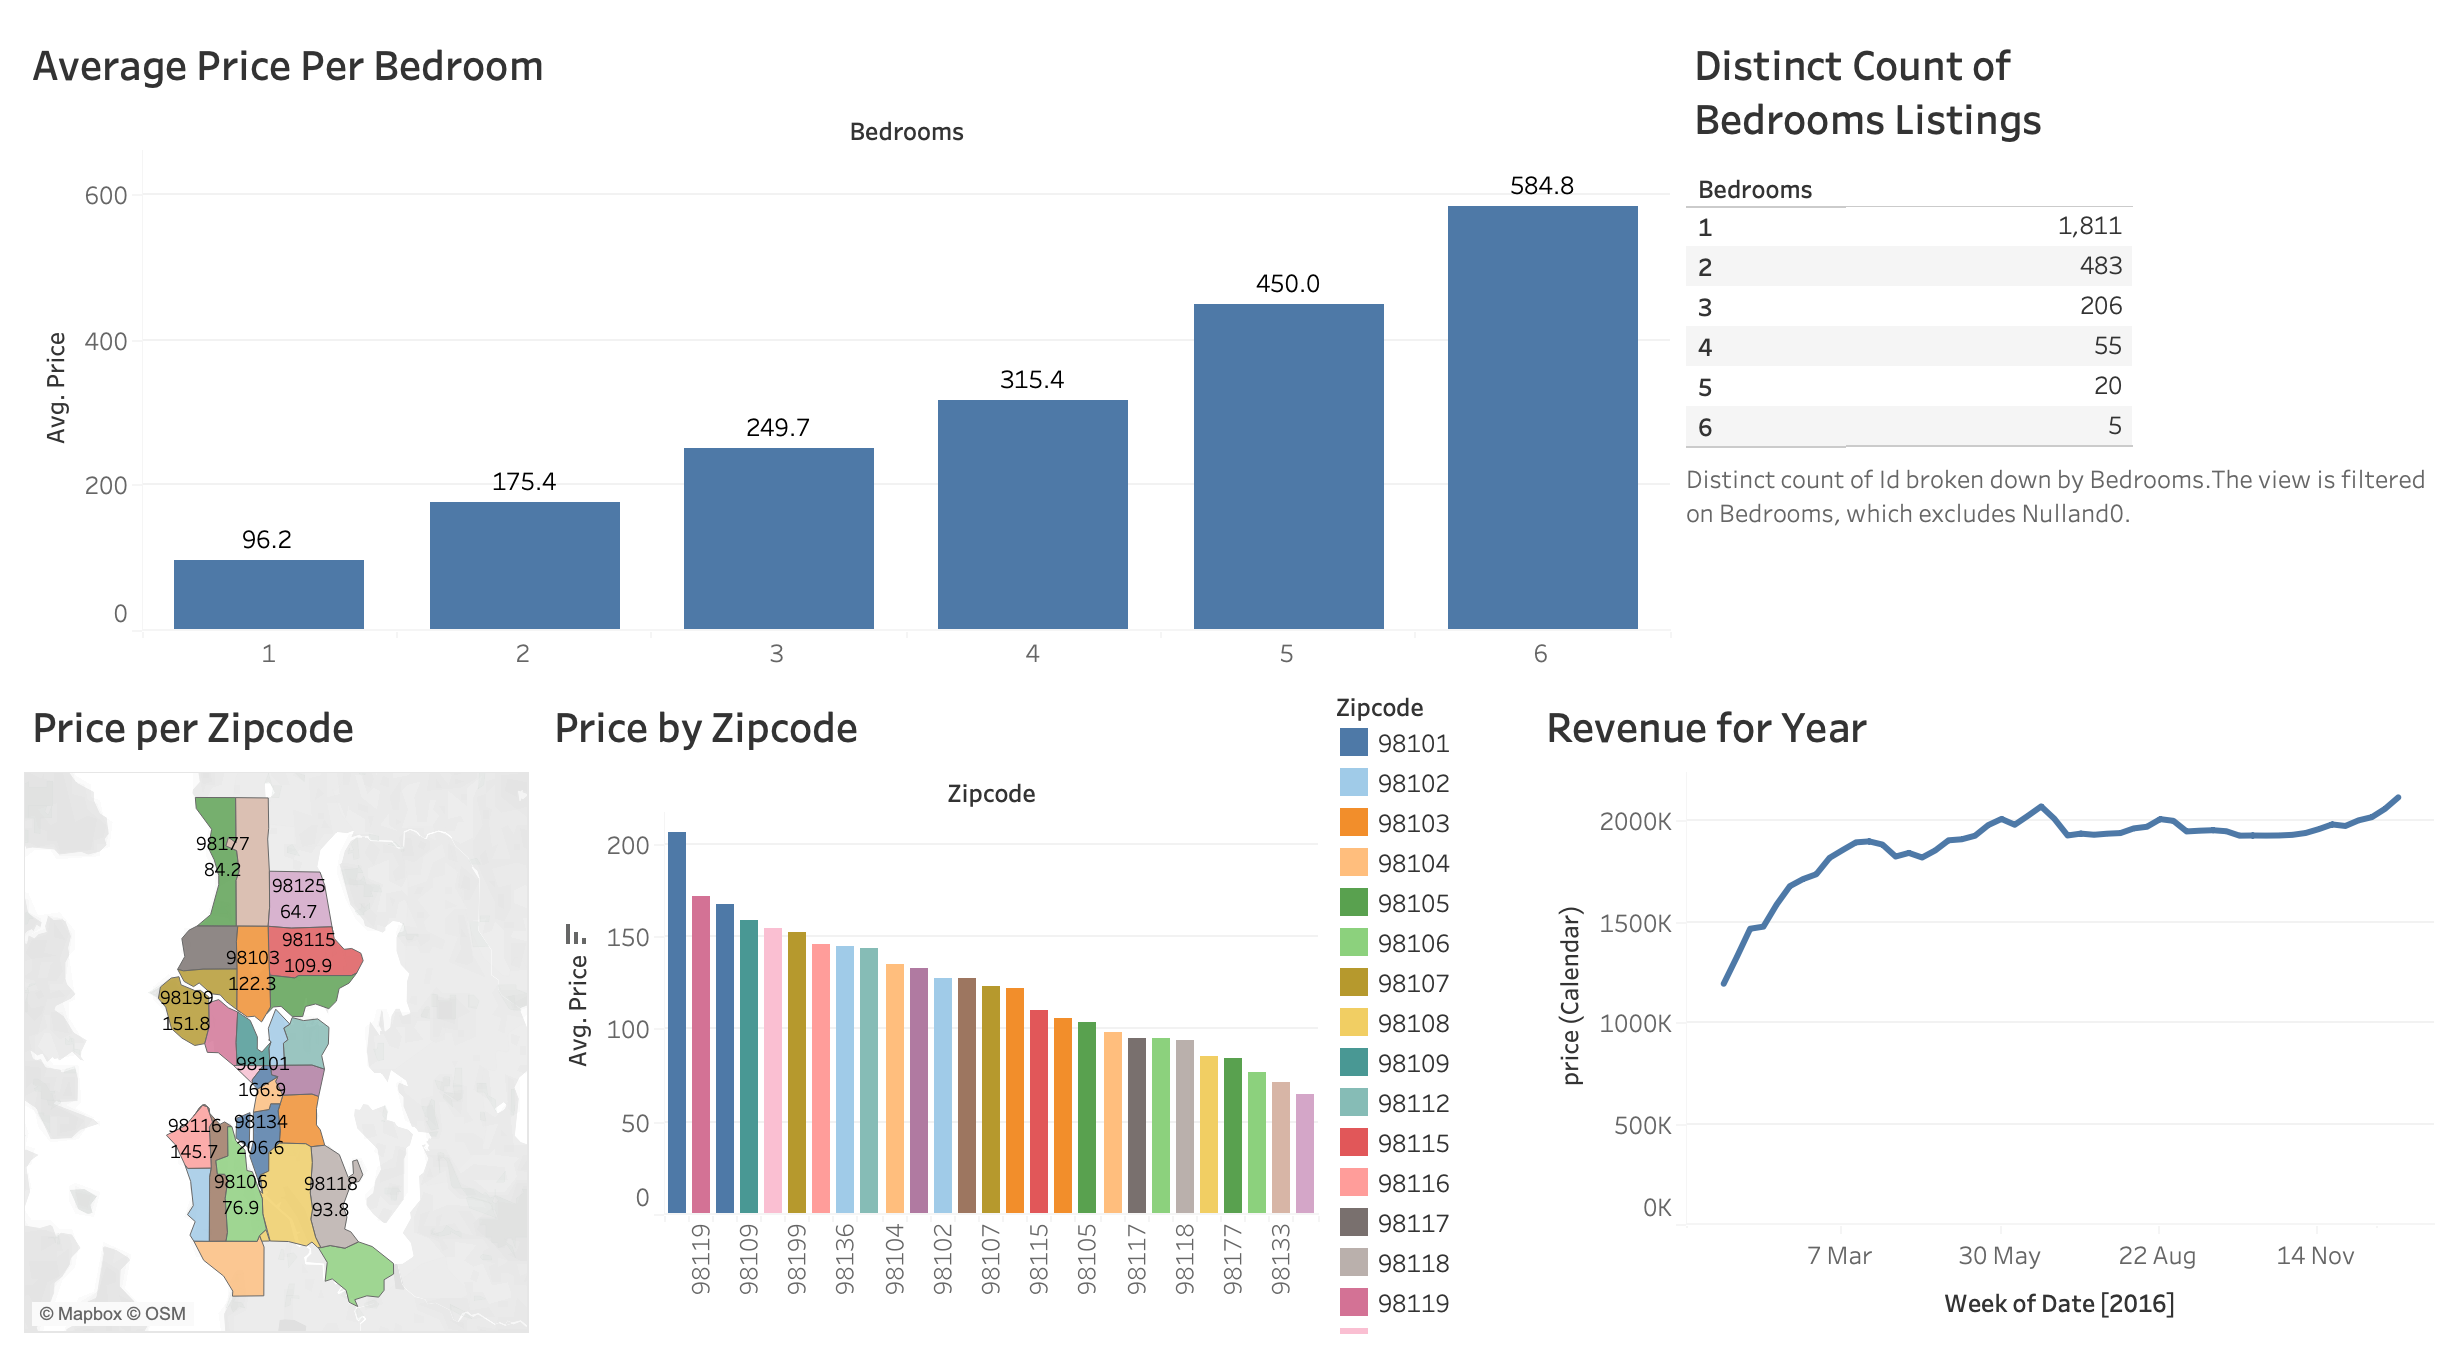 Average Price Per Bedroom
Bedrooms
Avg. Price
600
400
200
0
96.2
175.4
249.7
315.4
450.0
584.8
1
2
3
4
5
6
Distinct Count of
Bedrooms Listings
Bedrooms
1 1,811
2 483
3 206
4 55
5 20
6 5
Distinct count of Id broken down by Bedrooms.The view is filtered
on Bedrooms, which excludes Nulland0.
Price per Zipcode
98177
84.2
98125
64.7
98115
109.9
98103
122.3
98199
151.8
98101
166.9
98134
206.6
98116
145.7
98106
76.9
98118
93.8
© Mapbox © OSM
Price by Zipcode
Zipcode
Avg. Price
200
150
100
50
0
98119
98109
98199
98136
98104
98102
98107
98115
98105
98117
98118
98177
98133
Zipcode
98101
98102
98103
98104
98105
98106
98107
98108
98109
98112
98115
98116
98117
98118
98119
Revenue for Year
price (Calendar)
2000K
1500K
1000K
500K
0K
7 Mar
30 May
22 Aug
14 Nov
Week of Date [2016]